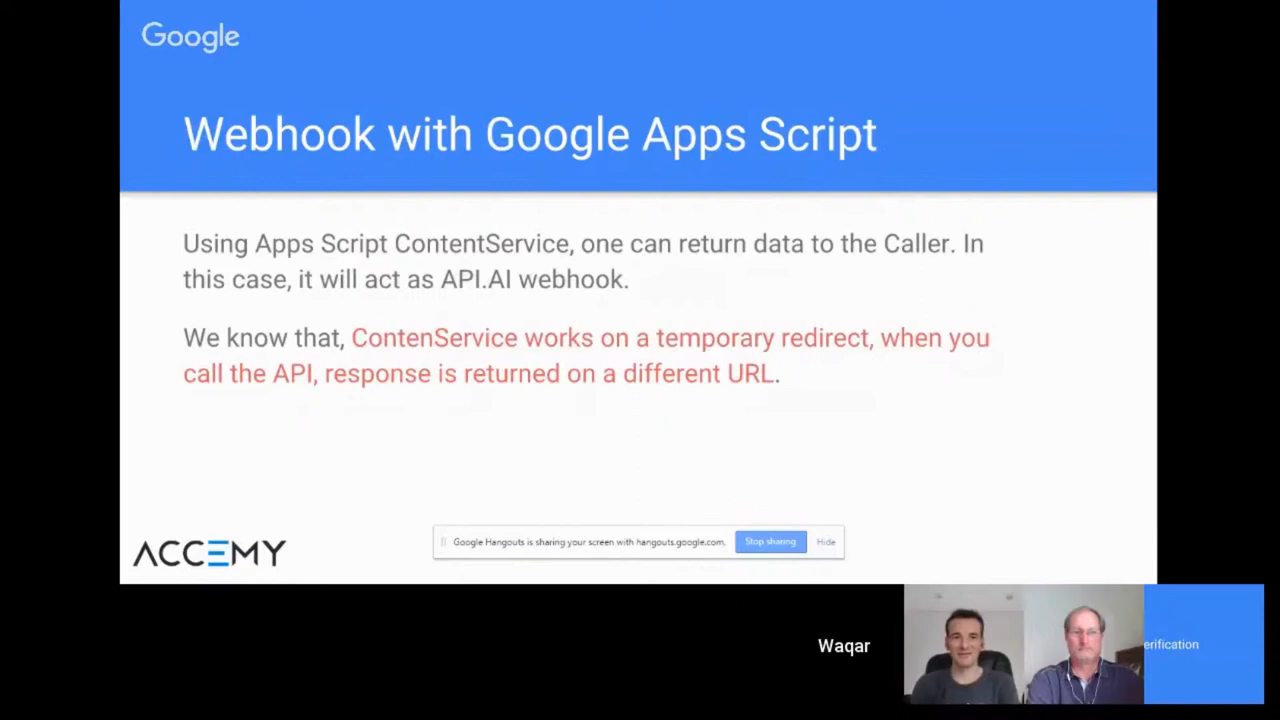 Google
Webhook with Google Apps Script
Using Apps Script ContentService, one can return data to the Caller. In
this case, it will act as API.AI webhook.
We know that, ContenService works on a temporary redirect, when you
call the API, response is returned on a different URL.
ACCEMY
Google Hangouts is sharing your screen with hangouts.google.com.
Stop sharing
Hide
Waqar
erification